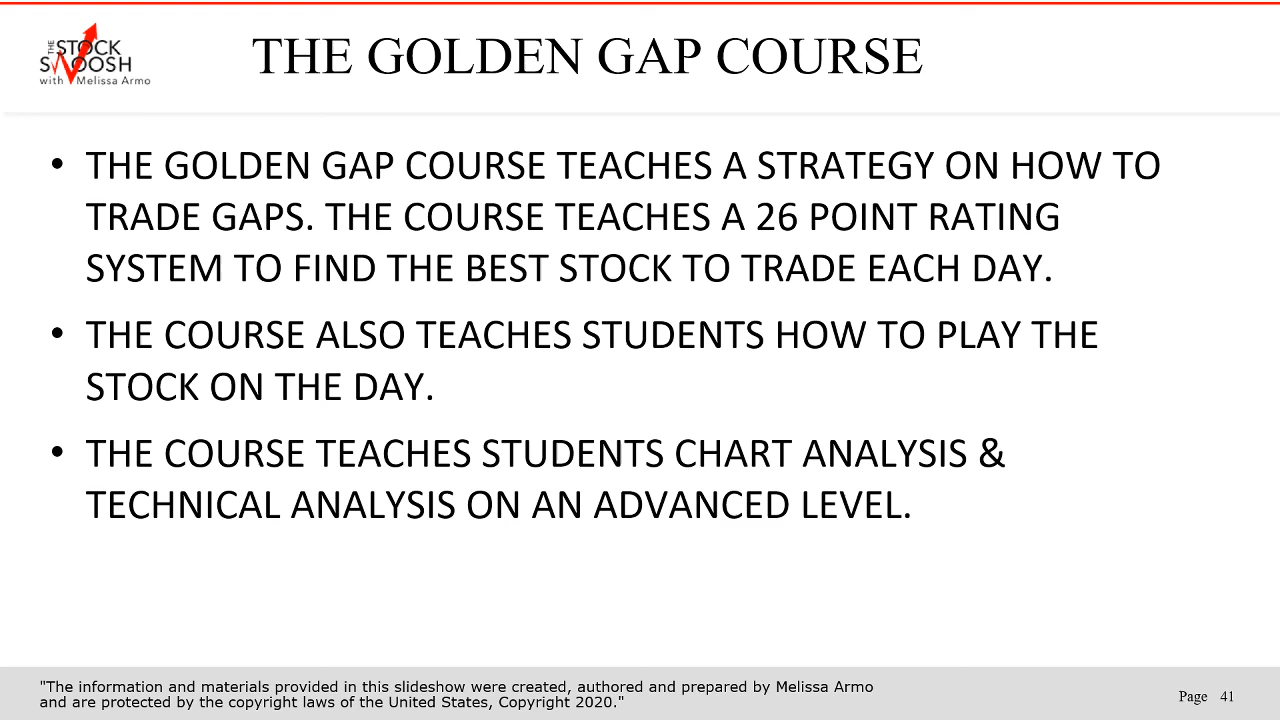 THE
STOCK
SWOOSH
with Melissa Armo
THE GOLDEN GAP COURSE
• THE GOLDEN GAP COURSE TEACHES A STRATEGY ON HOW TO
TRADE GAPS. THE COURSE TEACHES A 26 POINT RATING
SYSTEM TO FIND THE BEST STOCK TO TRADE EACH DAY.
• THE COURSE ALSO TEACHES STUDENTS HOW TO PLAY THE
STOCK ON THE DAY.
• THE COURSE TEACHES STUDENTS CHART ANALYSIS &
TECHNICAL ANALYSIS ON AN ADVANCED LEVEL.
"The information and materials provided in this slideshow were created, authored and prepared by Melissa Armo
and are protected by the copyright laws of the United States, Copyright 2020."
Page 41